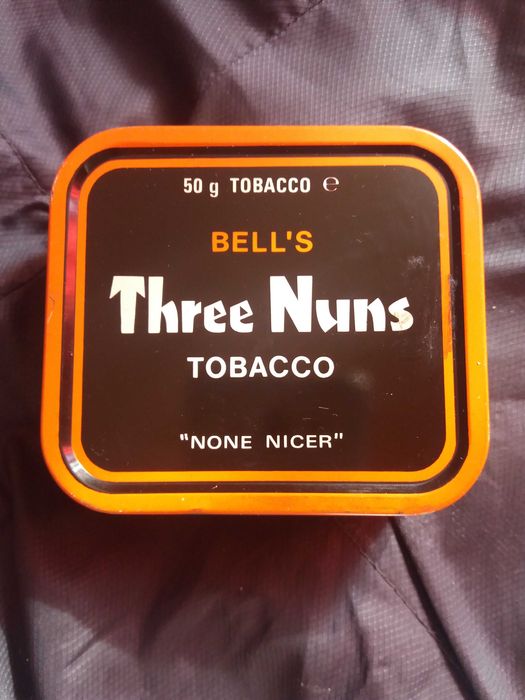 50 g TOBACCO ℮
BELL'S
Three Nuns
TOBACCO
"NONE NICER"